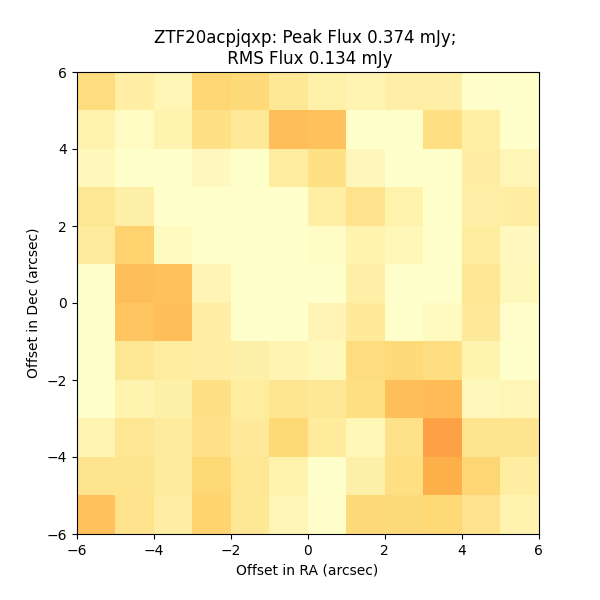 ZTF20acpjqxp: Peak Flux 0.374 mJy;
RMS Flux 0.134 mJy
6
4
2
0
−2
−4
−6
Offset in Dec (arcsec)
−6 −4 −2 0 2 4 6
Offset in RA (arcsec)